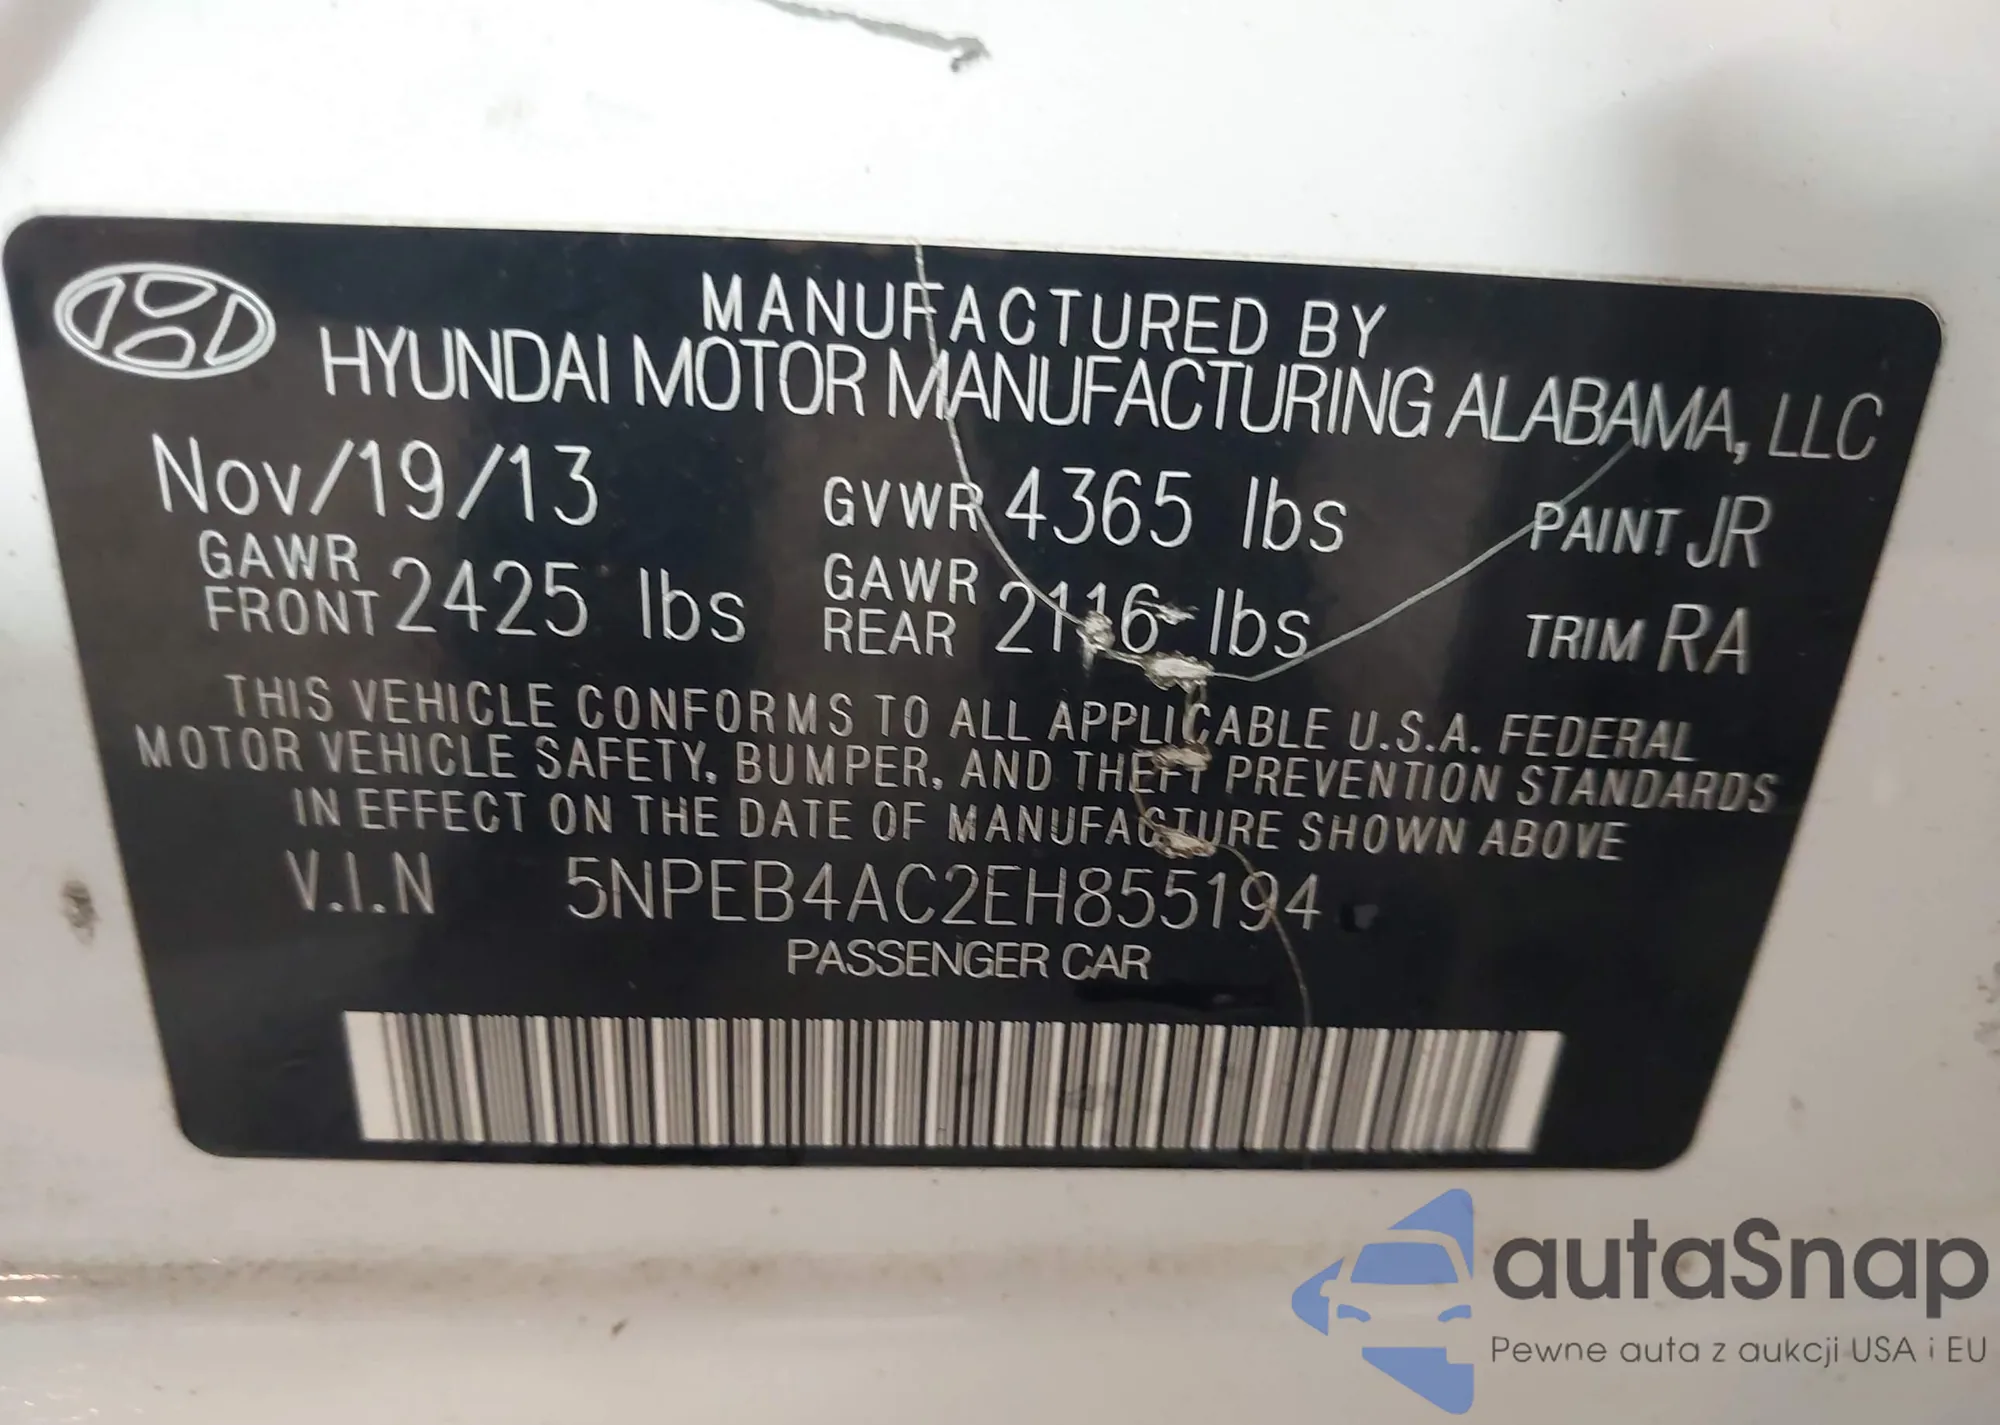 MANUFACTURED BY
HYUNDAI MOTOR MANUFACTURING ALABAMA, LLC
Nov/19/13 GVWR 4365 lbs PAINT JR
GAWR FRONT 2425 lbs GAWR REAR 2116 lbs TRIM RA
THIS VEHICLE CONFORMS TO ALL APPLICABLE U.S.A. FEDERAL
MOTOR VEHICLE SAFETY, BUMPER, AND THEFT PREVENTION STANDARDS
IN EFFECT ON THE DATE OF MANUFACTURE SHOWN ABOVE
V.I.N 5NPEB4AC2EH855194
PASSENGER CAR
autaSnap
Pewne auta z aukcji USA i EU